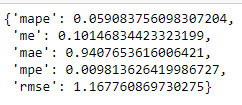 {'mape': 0.059083756098307204,
'me': 0.10146834423323199,
'mae': 0.9407653616006421,
'mpe': 0.009813626419986727,
'rmse': 1.167760869730275}